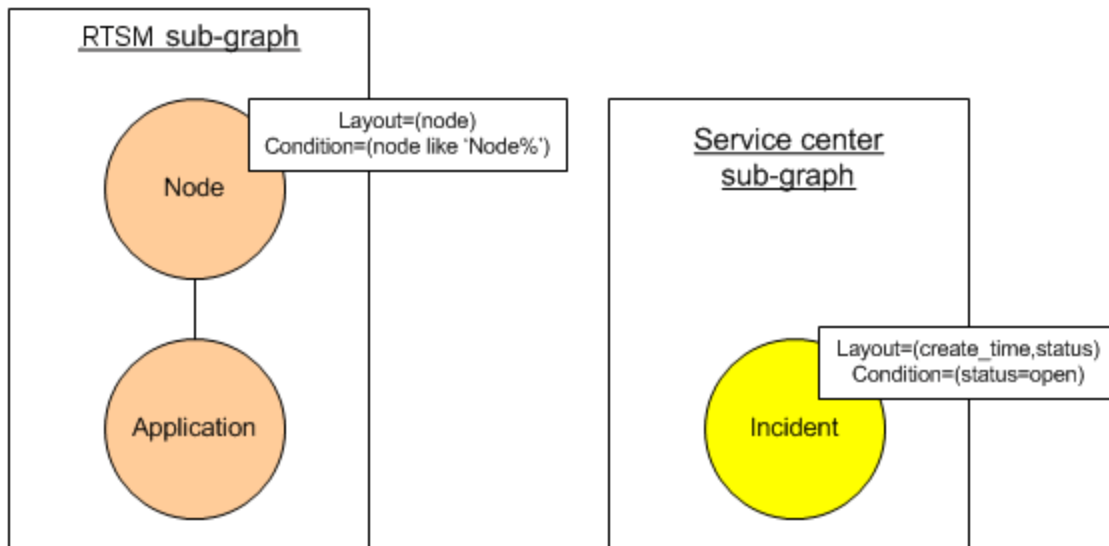 RTSM sub-graph
Layout=(node)
Condition=(node like ‘Node%’)
Node
Application
Service center
sub-graph
Layout=(create_time,status)
Condition=(status=open)
Incident